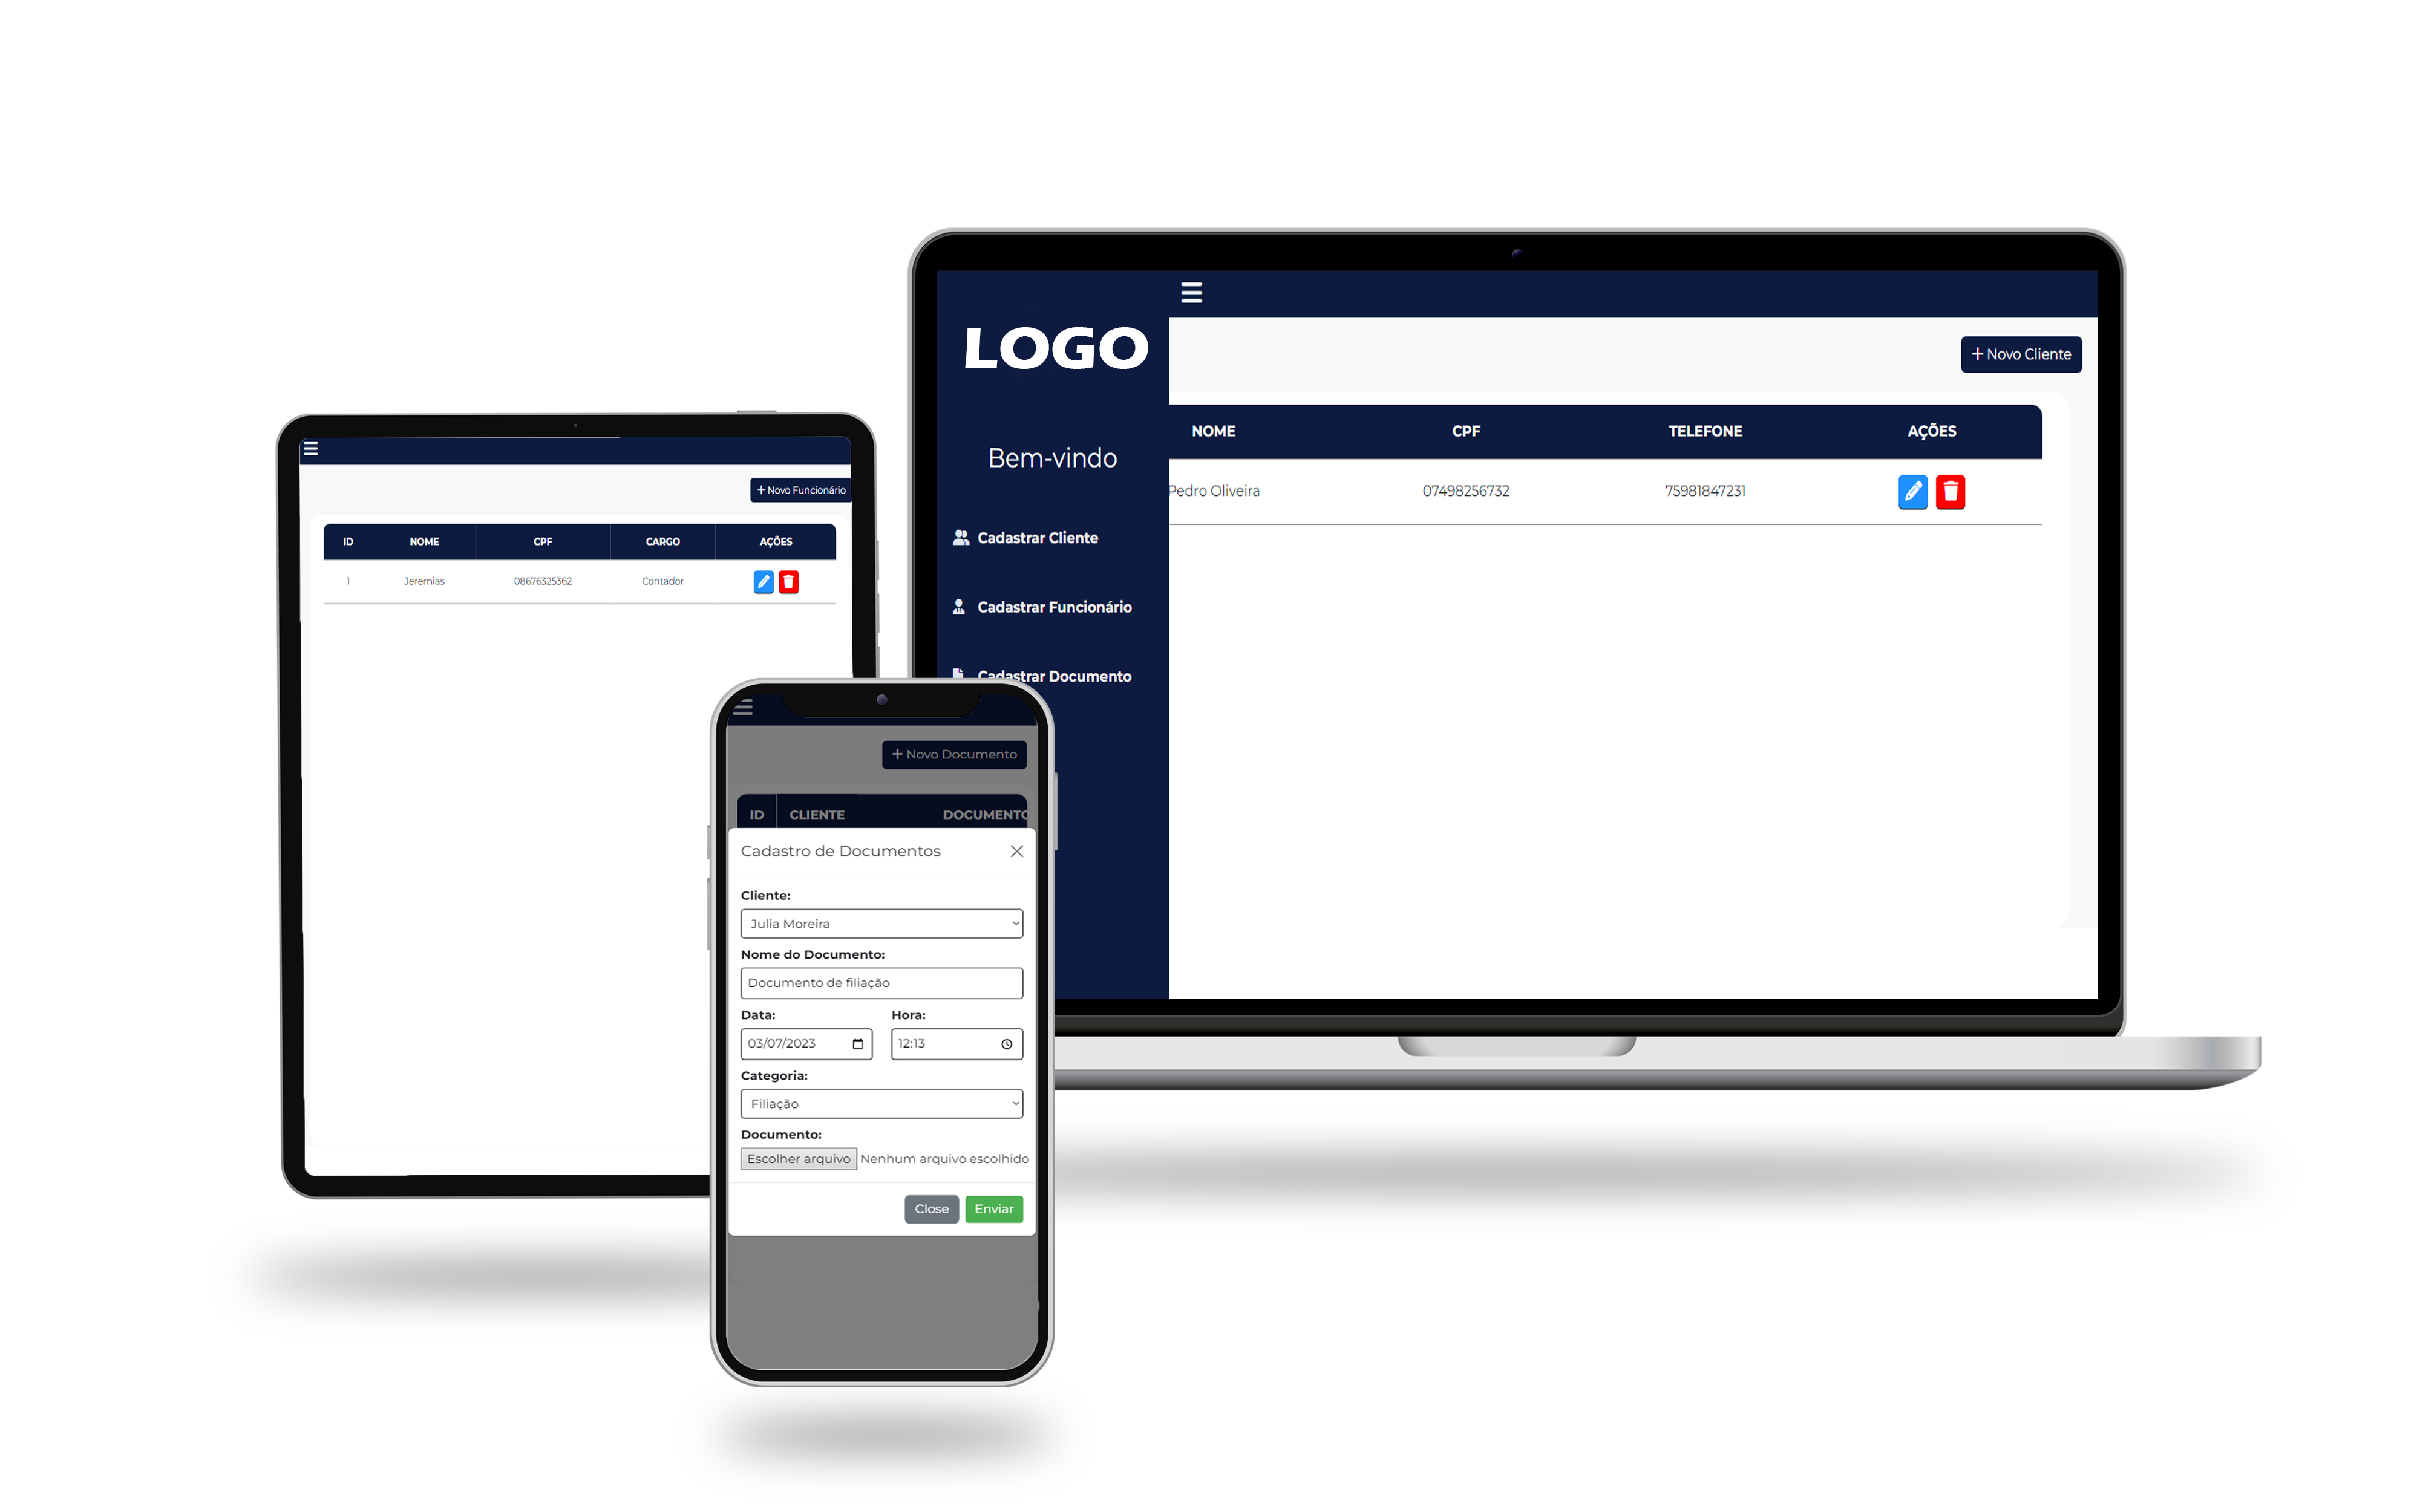 LOGO
Bem-vindo
Cadastrar Cliente
Cadastrar Funcionário
Cadastrar Documento
+ Novo Cliente
NOME CPF TELEFONE AÇÕES
Pedro Oliveira 07498256732 75981847231
+ Novo Funcionário
ID NOME CPF CARGO AÇÕES
1 Jeremias 08676325362 Contador
+ Novo Documento
ID CLIENTE DOCUMENTO
Cadastro de Documentos
Cliente:
Julia Moreira
Nome do Documento:
Documento de filiação
Data: Hora:
03/07/2023 12:13
Categoria:
Filiação
Documento:
Escolher arquivo Nenhum arquivo escolhido
Close Enviar